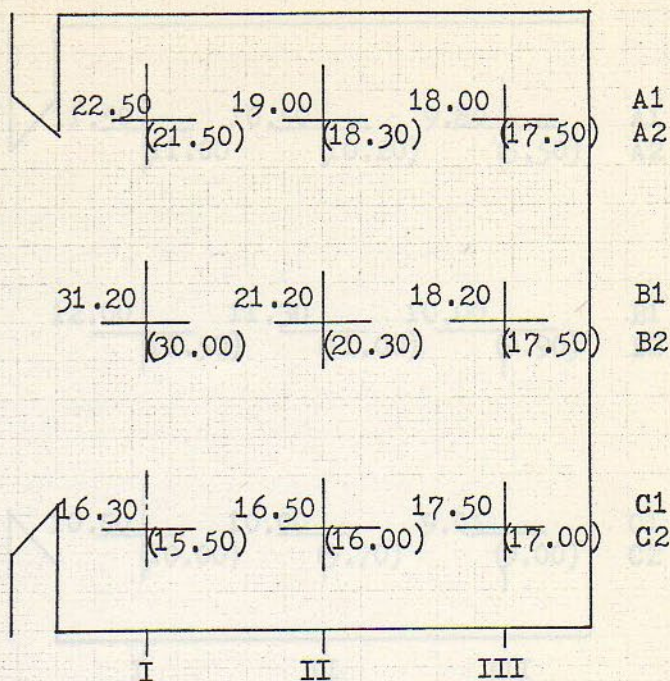 22.50 19.00 18.00 A1
(21.50) (18.30) (17.50) A2
31.20 21.20 18.20 B1
(30.00) (20.30) (17.50) B2
16.30 16.50 17.50 C1
(15.50) (16.00) (17.00) C2
I II III